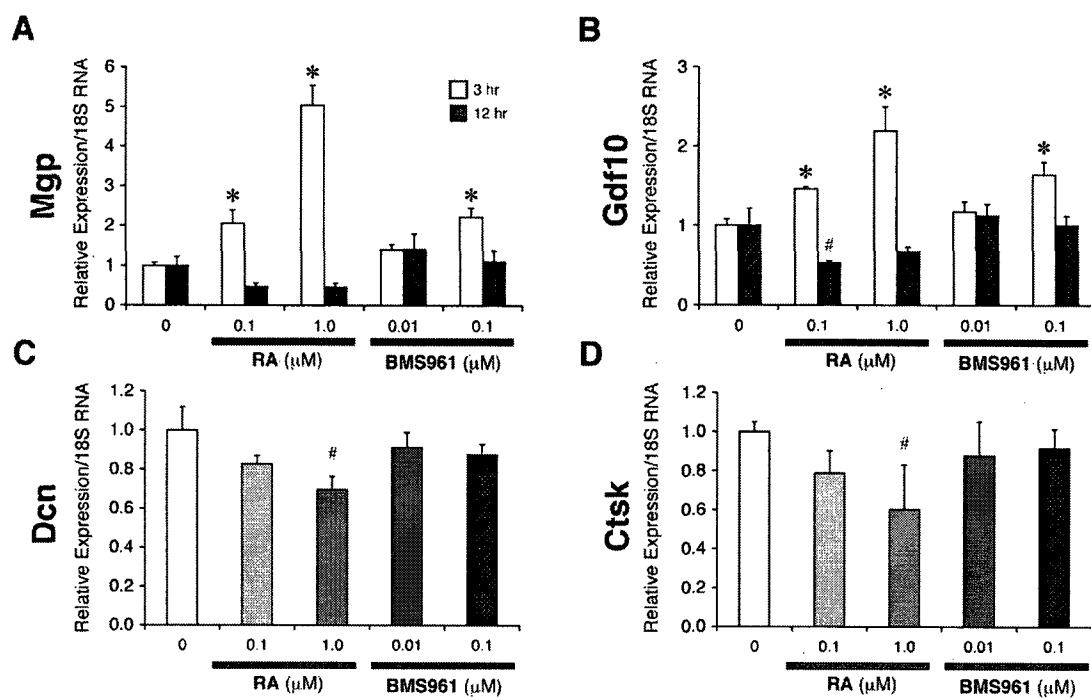 A
Mgp
Relative Expression/18S RNA
6
5
4
3
2
1
0
*
*
*
3 hr
12 hr
0
0.1
1.0
0.01
0.1
RA (μM)
BMS961 (μM)
B
Gdf10
Relative Expression/18S RNA
3
2
1
0
*
#
*
*
0
0.1
1.0
0.01
0.1
RA (μM)
BMS961 (μM)
C
Dcn
Relative Expression/18S RNA
1.2
1.0
0.8
0.6
0.4
0.2
0.0
#
0
0.1
1.0
0.01
0.1
RA (μM)
BMS961 (μM)
D
Ctsk
Relative Expression/18S RNA
1.2
1.0
0.8
0.6
0.4
0.2
0.0
#
0
0.1
1.0
0.01
0.1
RA (μM)
BMS961 (μM)